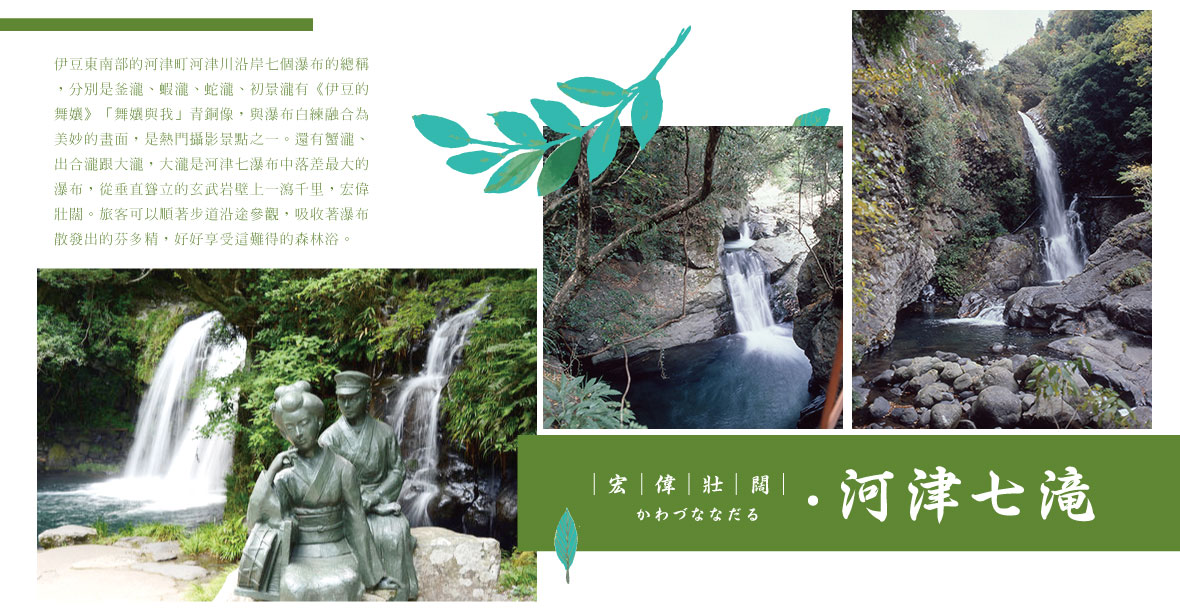 伊豆東南部的河津町河津川沿岸七個瀑布的總稱
，分別是釜瀧、蝦瀧、蛇瀧、初景瀧有《伊豆的
舞孃》「舞孃與我」青銅像，與瀑布白練融合為
美妙的畫面，是熱門攝影景點之一。還有蟹瀧、
出合瀧跟大瀧，大瀧是河津七瀑布中落差最大的
瀑布，從垂直聳立的玄武岩壁上一瀉千里，宏偉
壯闊。旅客可以順著步道沿途參觀，吸收著瀑布
散發出的芬多精，好好享受這難得的森林浴。
｜宏｜偉｜壯｜闊｜
かわづななだる
・河津七滝